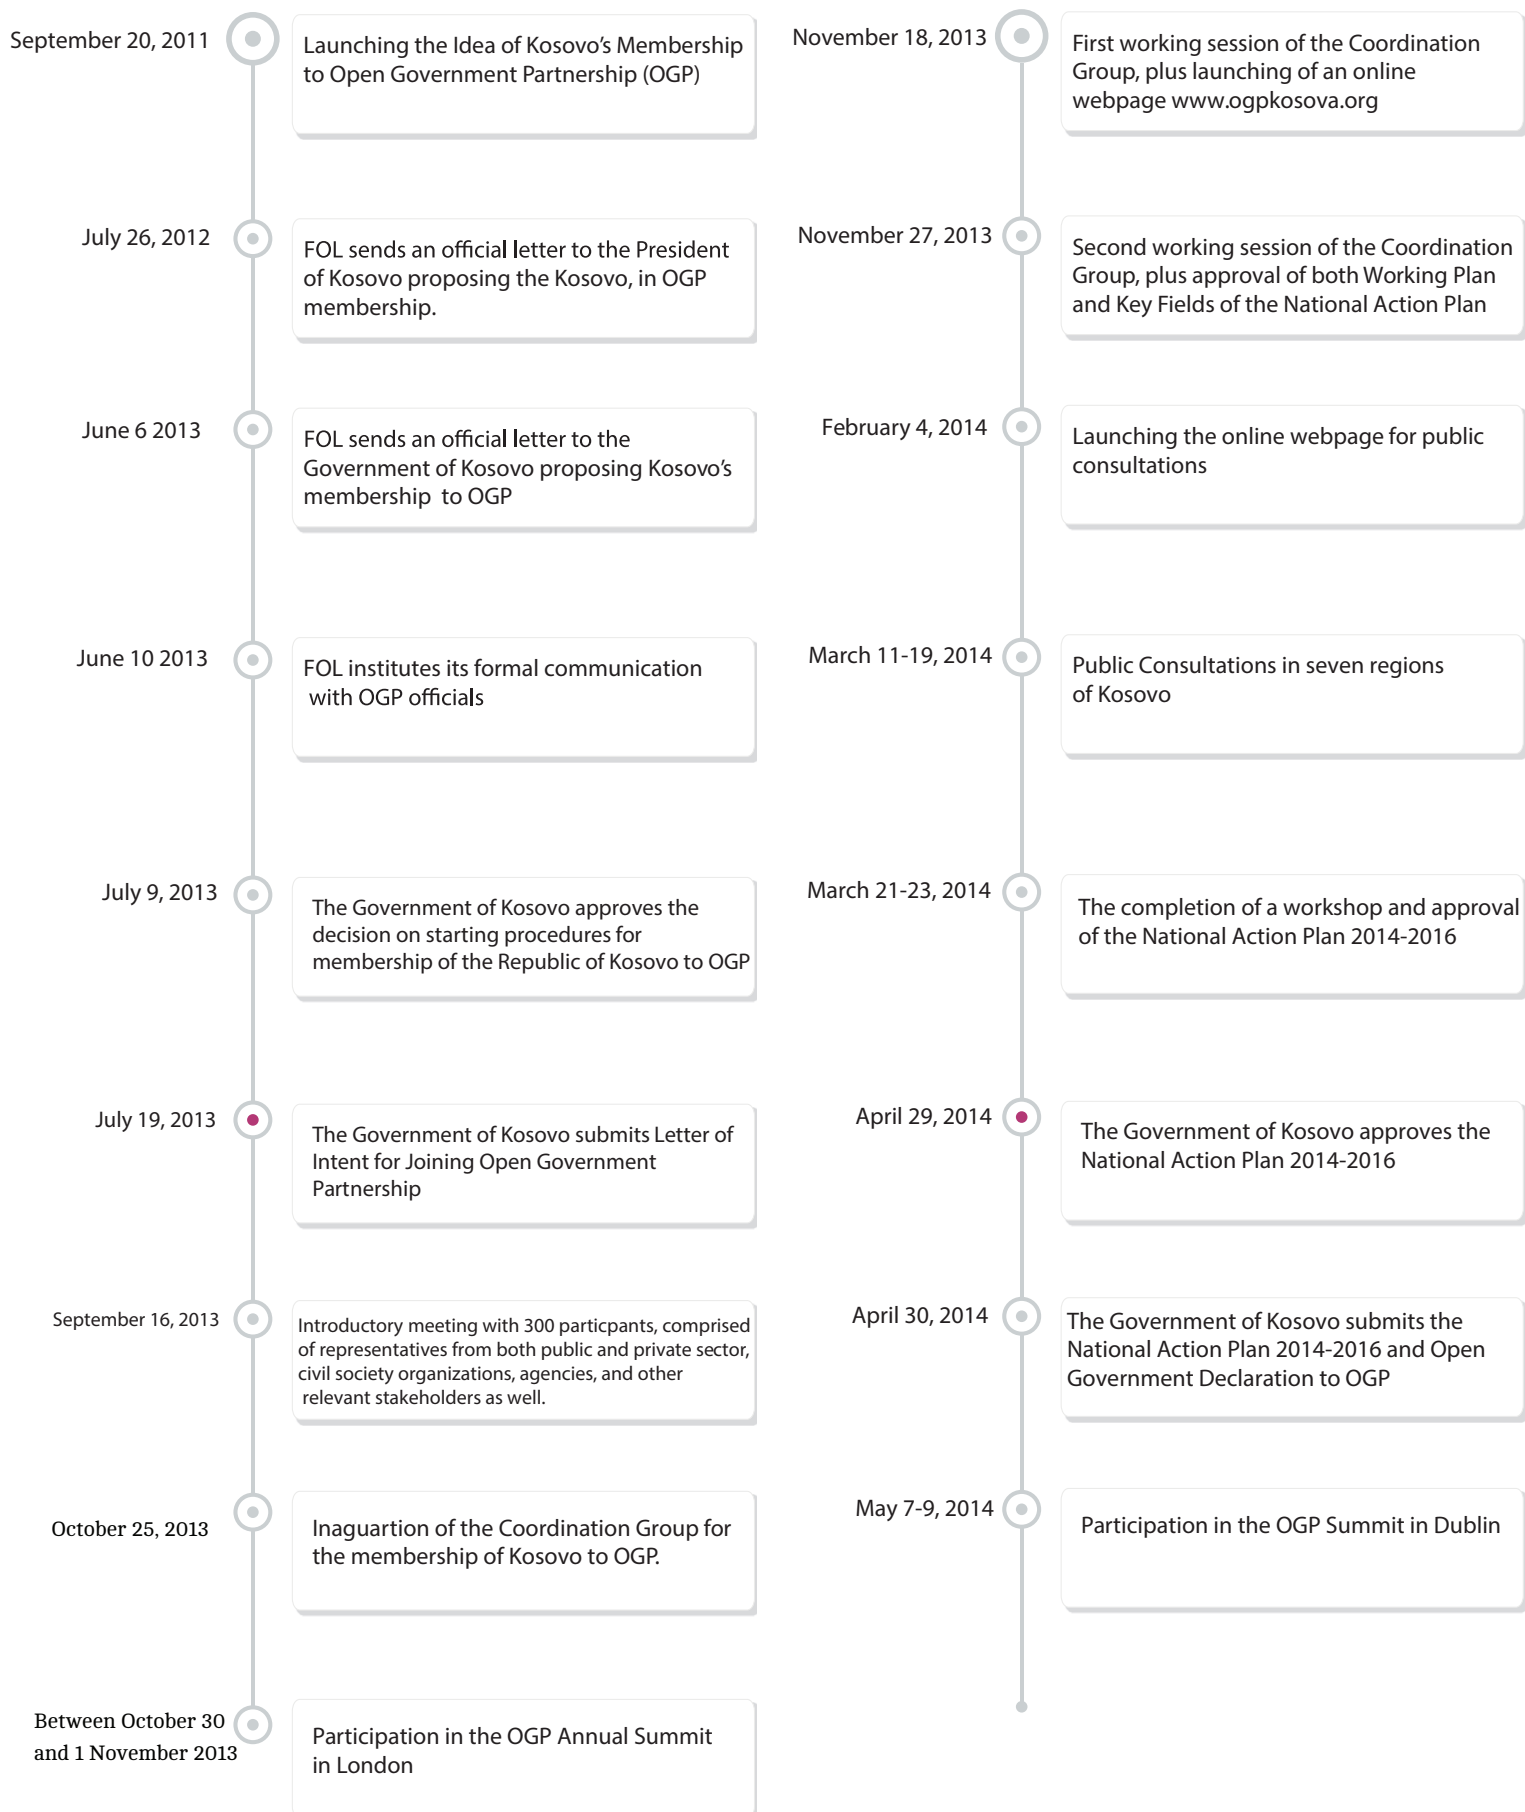 September 20, 2011
Launching the Idea of Kosovo's Membership
to Open Government Partnership (OGP)
July 26, 2012
FOL sends an official letter to the President
of Kosovo proposing the Kosovo, in OGP
membership.
June 6 2013
FOL sends an official letter to the
Government of Kosovo proposing Kosovo's
membership to OGP
June 10 2013
FOL institutes its formal communication
with OGP officials
July 9, 2013
The Government of Kosovo approves the
decision on starting procedures for
membership of the Republic of Kosovo to OGP
July 19, 2013
The Government of Kosovo submits Letter of
Intent for Joining Open Government
Partnership
September 16, 2013
Introductory meeting with 300 particpants, comprised
of representatives from both public and private sector,
civil society organizations, agencies, and other
relevant stakeholders as well.
October 25, 2013
Inaguartion of the Coordination Group for
the membership of Kosovo to OGP.
Between October 30
and 1 November 2013
Participation in the OGP Annual Summit
in London
November 18, 2013
First working session of the Coordination
Group, plus launching of an online
webpage www.ogpkosova.org
November 27, 2013
Second working session of the Coordination
Group, plus approval of both Working Plan
and Key Fields of the National Action Plan
February 4, 2014
Launching the online webpage for public
consultations
March 11-19, 2014
Public Consultations in seven regions
of Kosovo
March 21-23, 2014
The completion of a workshop and approval
of the National Action Plan 2014-2016
April 29, 2014
The Government of Kosovo approves the
National Action Plan 2014-2016
April 30, 2014
The Government of Kosovo submits the
National Action Plan 2014-2016 and Open
Government Declaration to OGP
May 7-9, 2014
Participation in the OGP Summit in Dublin